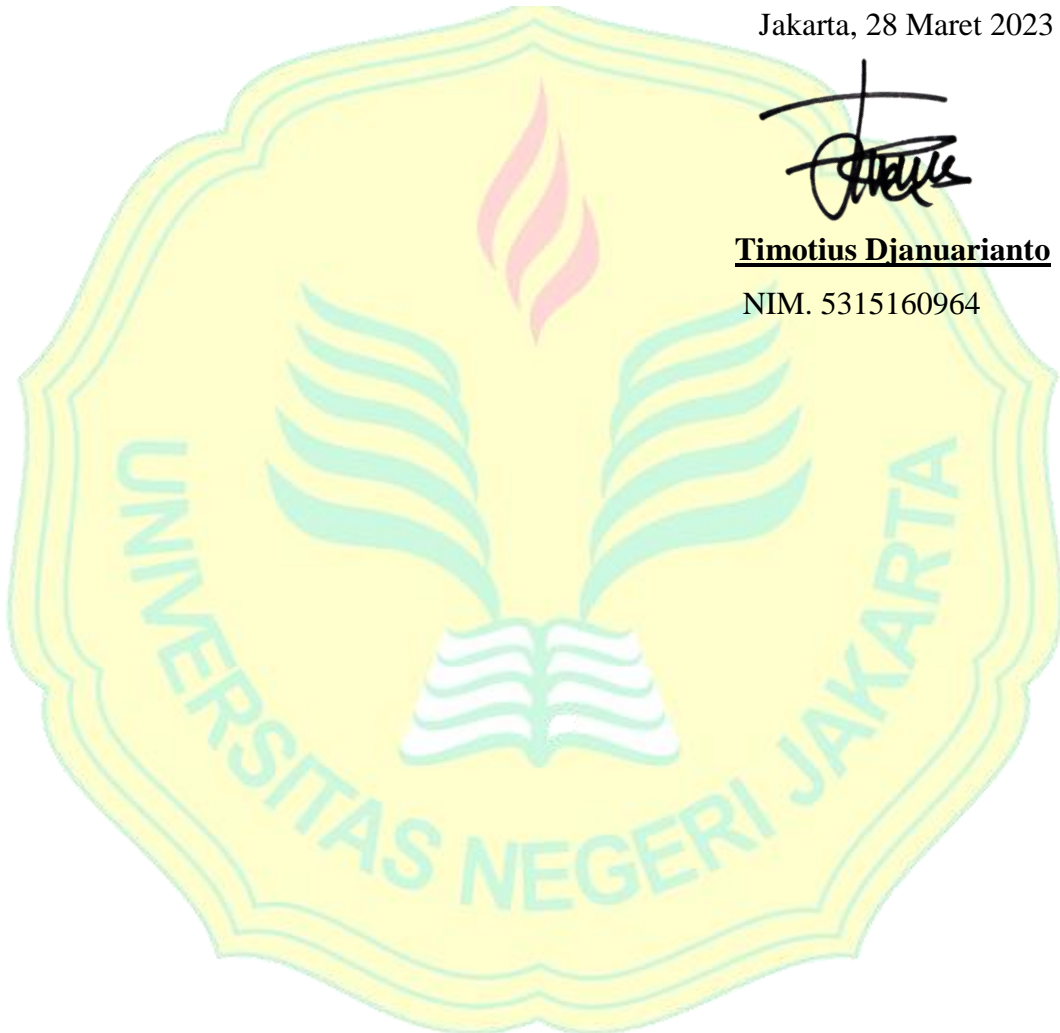 Jakarta, 28 Maret 2023
Timotius Djanuarianto
NIM. 5315160964
UNIVERSITAS NEGERI JAKARTA